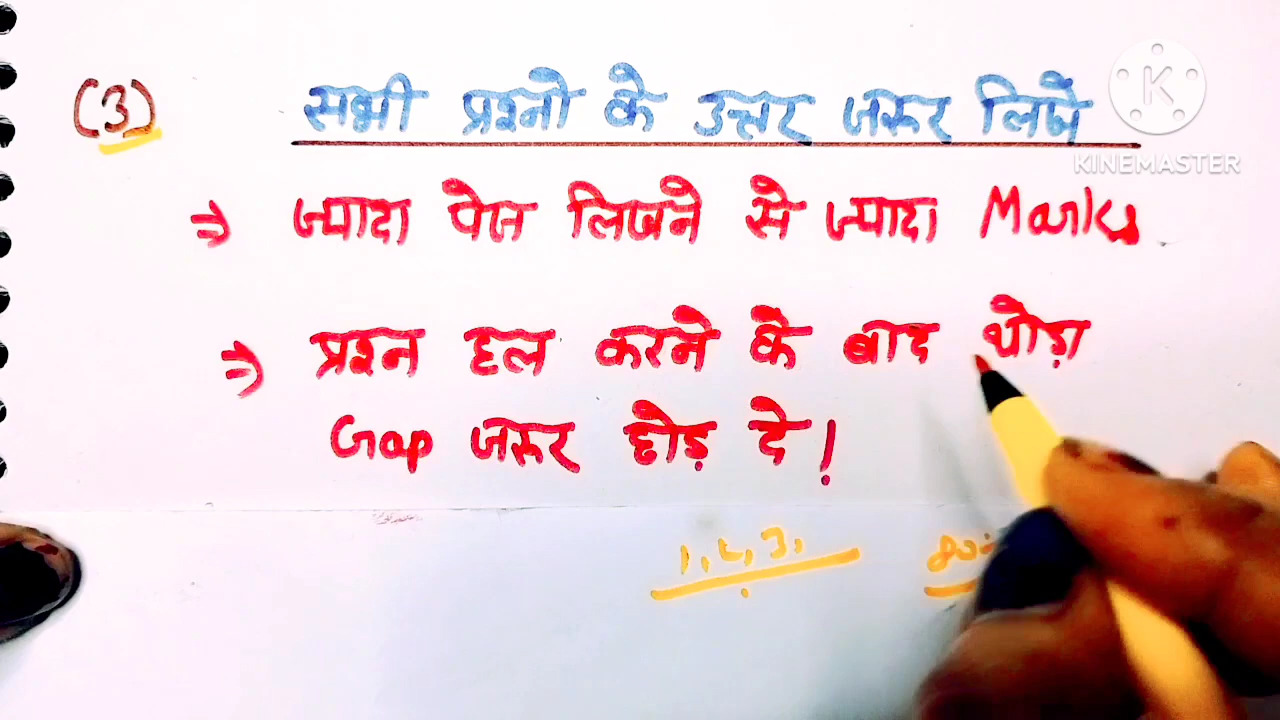 (3) सभी प्रश्नो के उत्तर जरूर लिखे
K
KINEMASTER
⇒ ज्यादा पेज लिखने से ज्यादा Marks
⇒ प्रश्न हल करने के बाद थोड़ा
Gap जरूर छोड़ दे!
1, 2, 3,